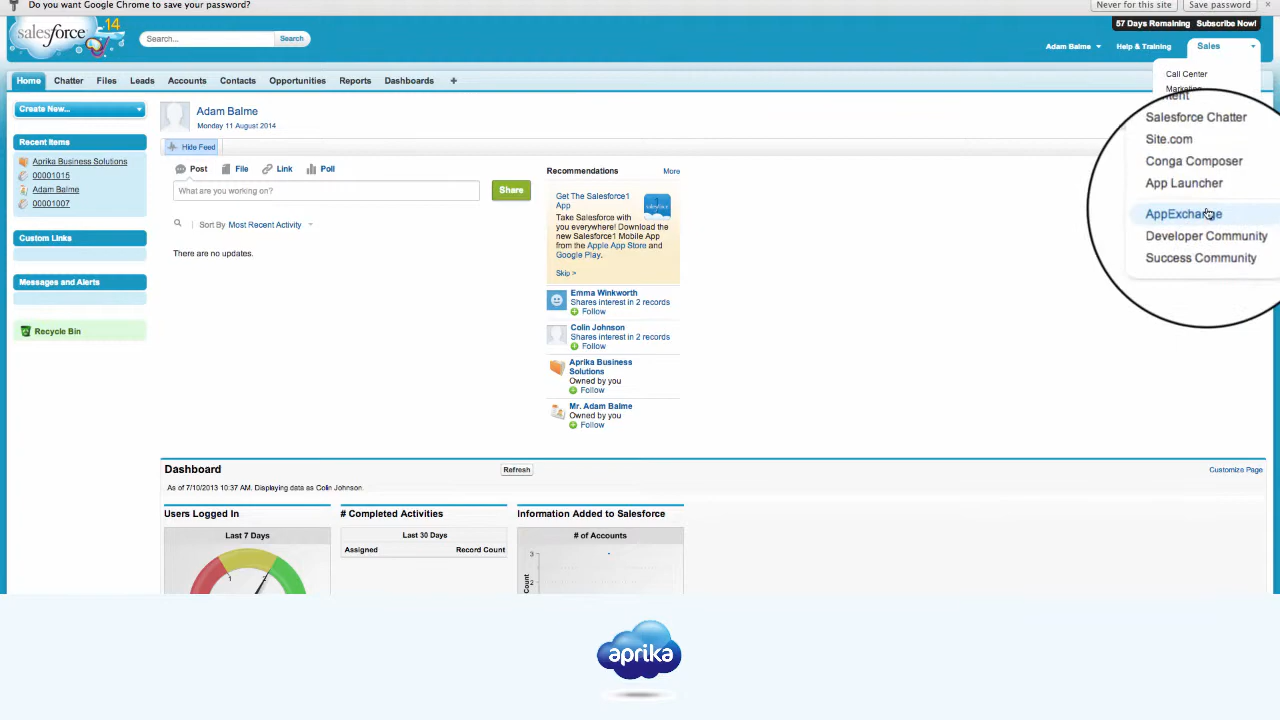 Do you want Google Chrome to save your password?
Never for this site
Save password
×
salesforce
14
Search...
Search
57 Days Remaining Subscribe Now!
Adam Balme
Help & Training
Sales
Home
Chatter
Files
Leads
Accounts
Contacts
Opportunities
Reports
Dashboards
+
Call Center
Salesforce Chatter
Site.com
Conga Composer
App Launcher
AppExchange
Developer Community
Success Community
Create New...
Recent Items
Aprika Business Solutions
00001015
Adam Balme
00001007
Custom Links
Messages and Alerts
Recycle Bin
Adam Balme
Monday 11 August 2014
Hide Feed
Post
File
Link
Poll
What are you working on?
Share
Sort By Most Recent Activity
There are no updates.
Recommendations
More
Get The Salesforce1
App
Take Salesforce with
you everywhere! Download
the new Salesforce1 Mobile App
from the Apple App Store and
Google Play.
Skip >
Emma Winkworth
Shares interest in 2 records
Follow
Colin Johnson
Shares interest in 2 records
Follow
Aprika Business
Solutions
Owned by you
Follow
Mr. Adam Balme
Owned by you
Follow
Dashboard
Refresh
Customize Page
As of 7/10/2013 10:37 AM. Displaying data as Colin Johnson.
Users Logged In
# Completed Activities
Information Added to Salesforce
Last 7 Days
1
2
Last 30 Days
Assigned
Record Count
# of Accounts
3
2
Count
aprika